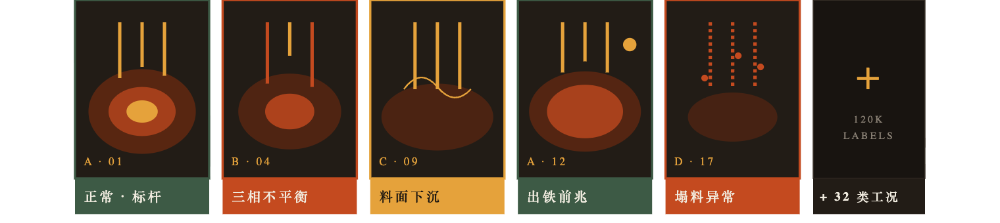 A · 01
正常 · 标杆
B · 04
三相不平衡
C · 09
料面下沉
A · 12
出铁前兆
D · 17
塌料异常
120K
LABELS
+ 32 类工况